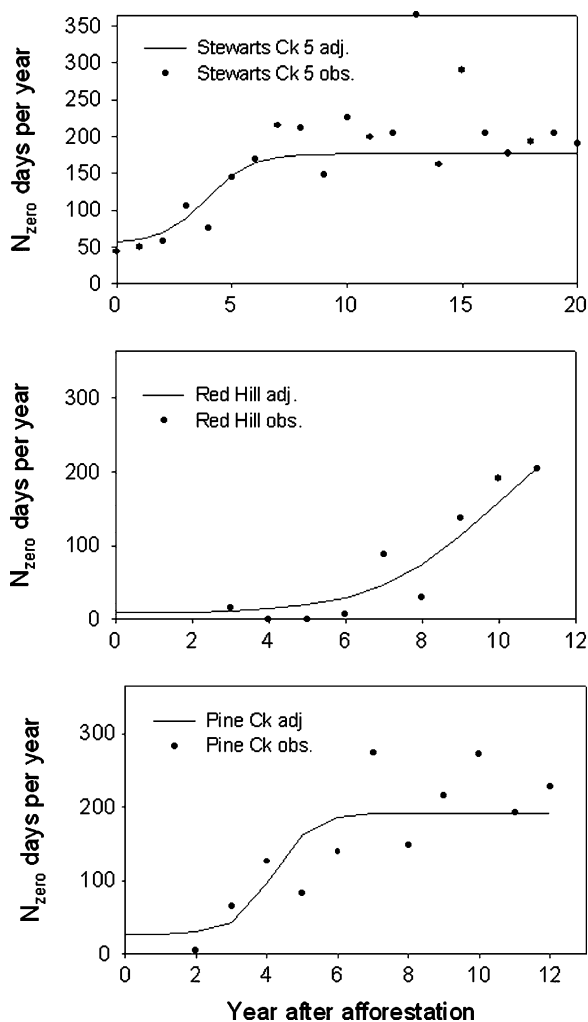 350
300
250
200
150
100
50
0
N_zero days per year
Stewarts Ck 5 adj.
Stewarts Ck 5 obs.
0 5 10 15 20
300
200
100
0
N_zero days per year
Red Hill adj.
Red Hill obs.
0 2 4 6 8 10 12
300
200
100
0
N_zero days per year
Pine Ck adj
Pine Ck obs.
0 2 4 6 8 10 12
Year after afforestation